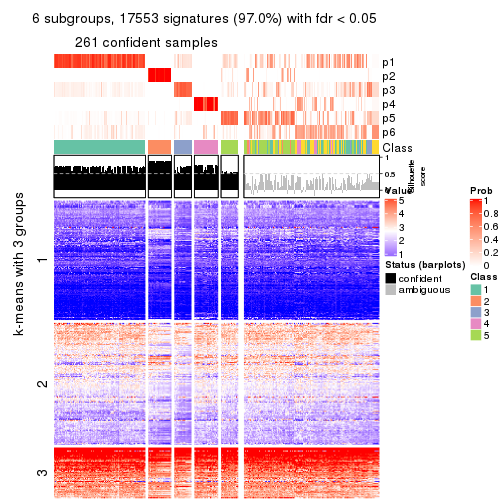 6 subgroups, 17553 signatures (97.0%) with fdr < 0.05
261 confident samples
p1
p2
p3
p4
p5
p6
Class
1
0.5
0
Silhouette
score
k-means with 3 groups
1
2
3
Value
5
4
3
2
1
Status (barplots)
confident
ambiguous
Prob
1
0.8
0.6
0.4
0.2
0
Class
1
2
3
4
5